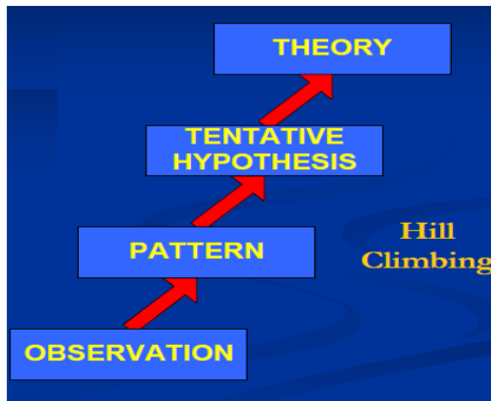 THEORY
TENTATIVE
HYPOTHESIS
PATTERN
Hill
Climbing
OBSERVATION